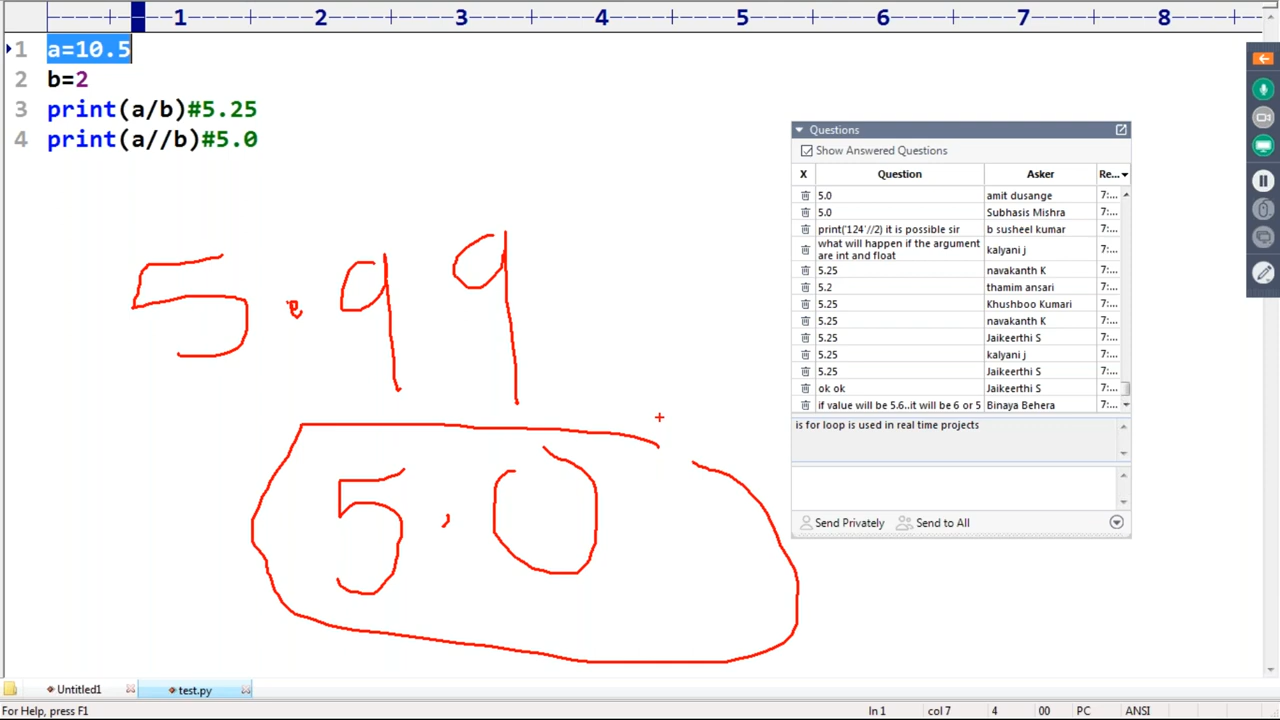 1 2 3 4 5 6 7 8
1 a=10.5
2 b=2
3 print(a/b)#5.25
4 print(a//b)#5.0
5.99
5.0
Questions
Show Answered Questions
X Question Asker Re...
5.0 amit dusange 7:...
5.0 Subhasis Mishra 7:...
print('124'//2) it is possible sir b susheel kumar 7:...
what will happen if the argument
are int and float kalyani j 7:...
5.25 navakanth K 7:...
5.2 thamim ansari 7:...
5.25 Khushboo Kumari 7:...
5.25 navakanth K 7:...
5.25 Jaikeerthi S 7:...
5.25 kalyani j 7:...
5.25 Jaikeerthi S 7:...
ok ok Jaikeerthi S 7:...
if value will be 5.6..it will be 6 or 5 Binaya Behera 7:...
is for loop is used in real time projects
Send Privately Send to All
Untitled1 test.py
For Help, press F1 ln 1 col 7 4 00 PC ANSI